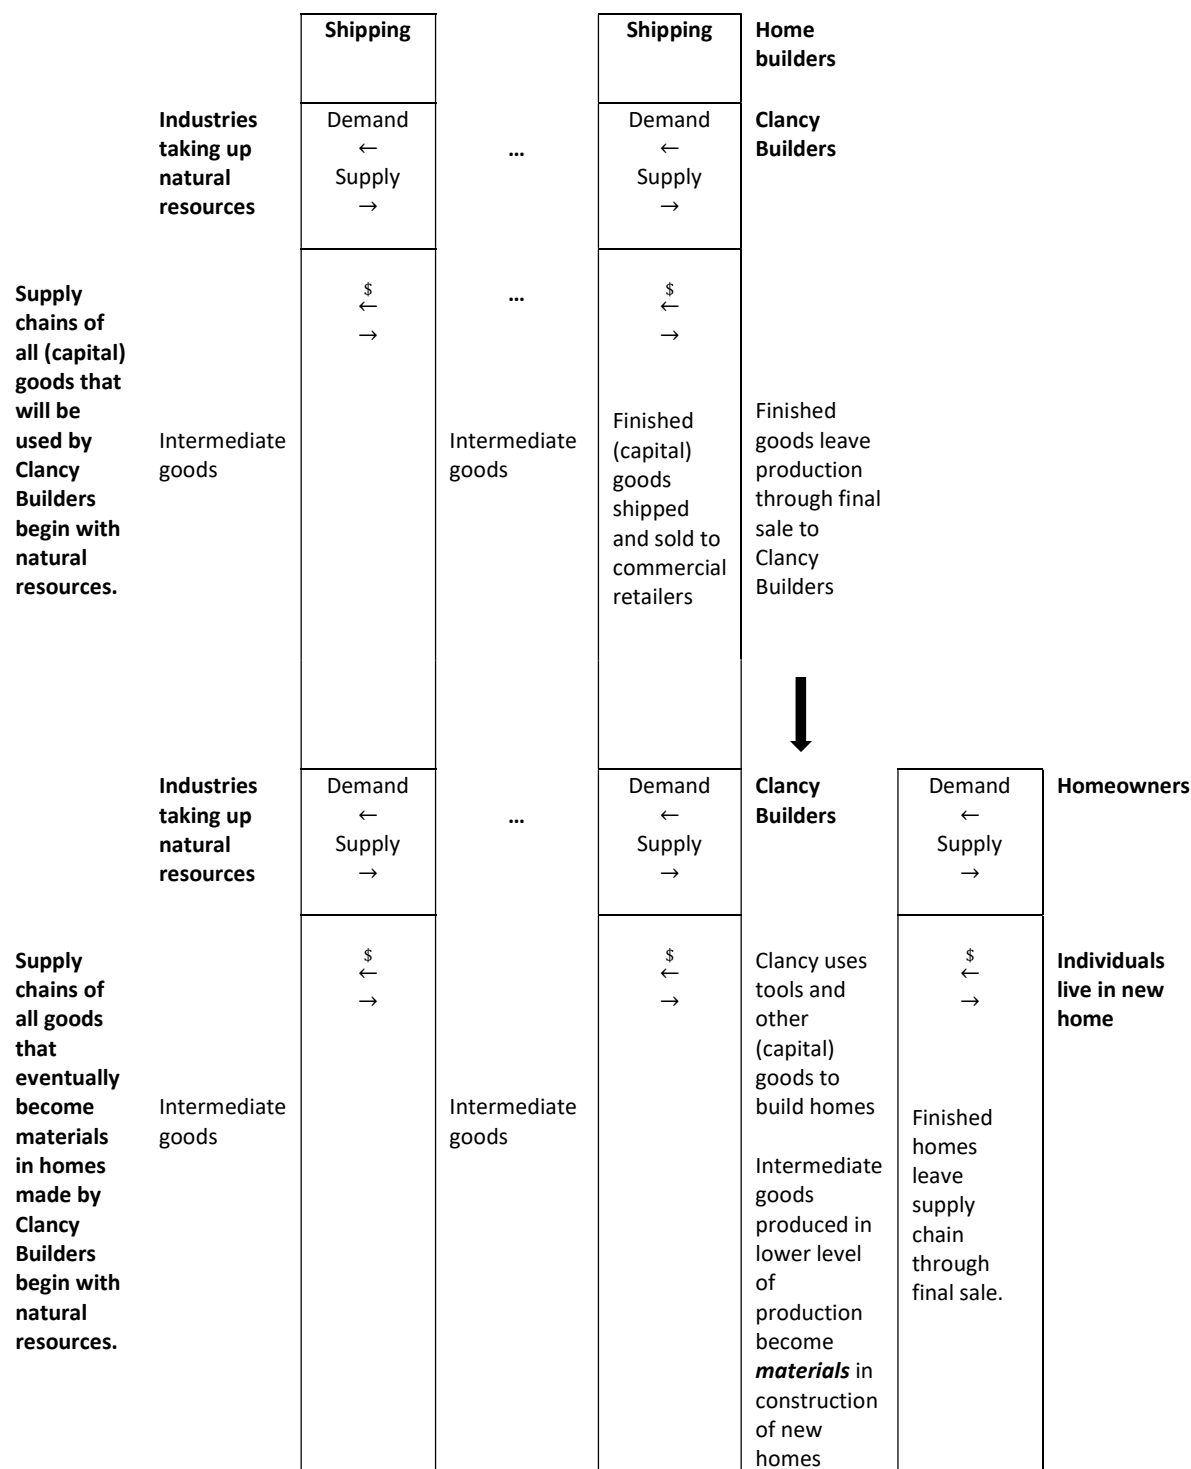 Shipping
Shipping
Home
builders
Industries
taking up
natural
resources
Demand
←
Supply
→
...
Demand
←
Supply
→
Clancy
Builders
Supply
chains of
all (capital)
goods that
will be
used by
Clancy
Builders
begin with
natural
resources.
Intermediate
goods
$
←
→
...
Intermediate
goods
$
←
→
Finished
(capital)
goods
shipped
and sold to
commercial
retailers
Finished
goods leave
production
through final
sale to
Clancy
Builders
Industries
taking up
natural
resources
Demand
←
Supply
→
...
Demand
←
Supply
→
Clancy
Builders
Demand
←
Supply
→
Homeowners
Supply
chains of
all goods
that
eventually
become
materials
in homes
made by
Clancy
Builders
begin with
natural
resources.
Intermediate
goods
$
←
→
Intermediate
goods
$
←
→
Clancy uses
tools and
other
(capital)
goods to
build homes
Intermediate
goods
produced in
lower level
of
production
become
materials in
construction
of new
homes
$
←
→
Finished
homes
leave
supply
chain
through
final sale.
Individuals
live in new
home